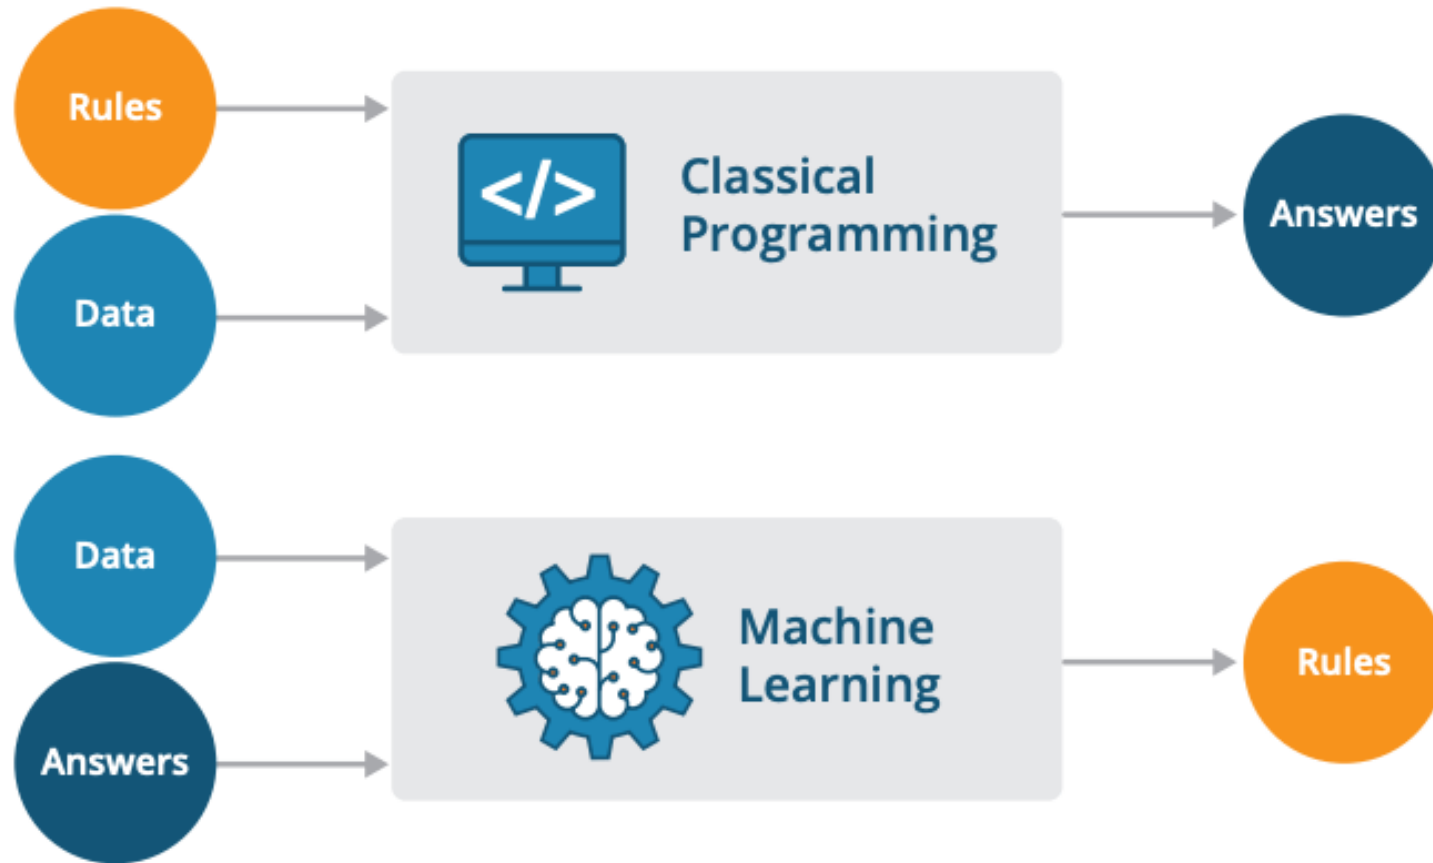 Rules
Data
</>
Classical
Programming
Answers
Data
Answers
Machine
Learning
Rules